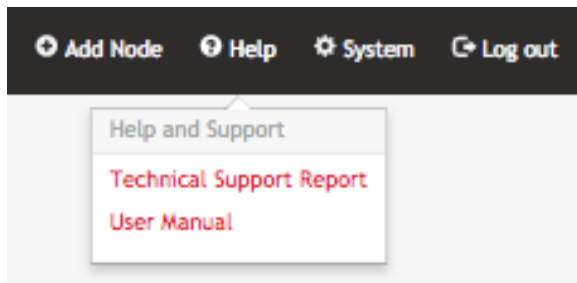 Add Node Help System Log out
Help and Support
Technical Support Report
User Manual